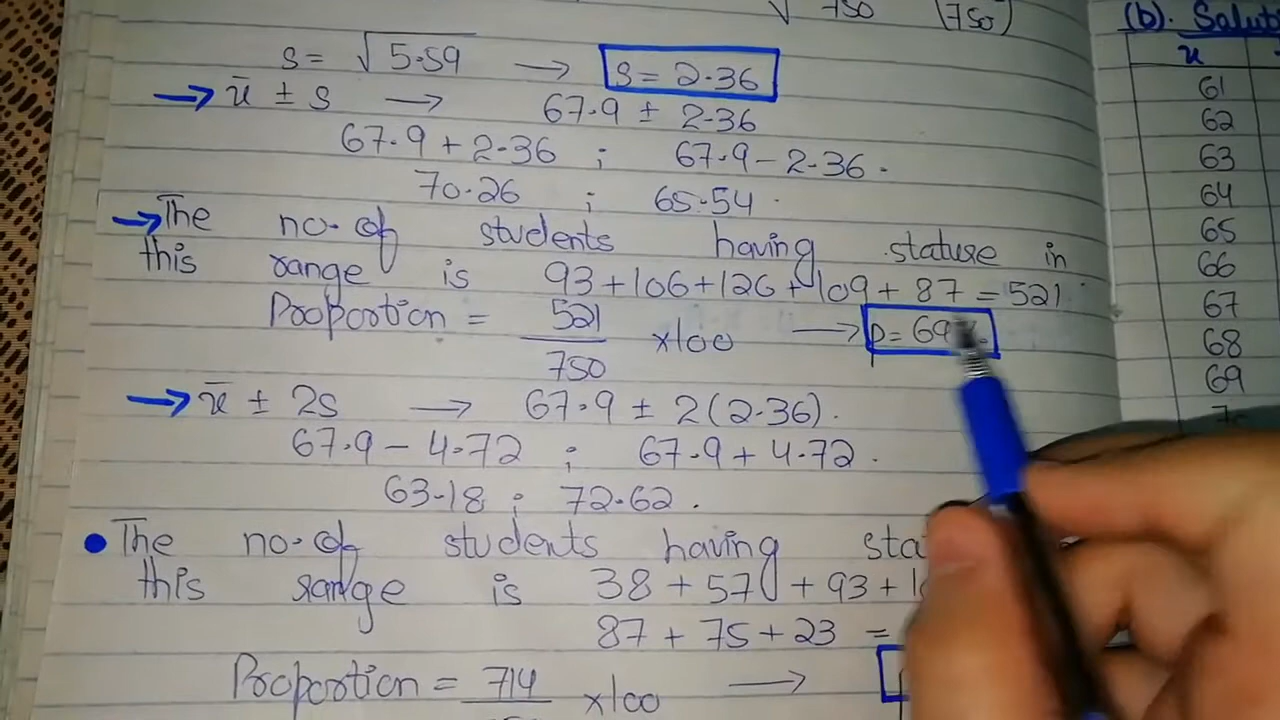 √ 750 (750)
s = √5.59 → s = 2.36
→ x̄ ± s → 67.9 ± 2.36
67.9 + 2.36 ; 67.9 - 2.36.
70.26 ; 65.54.
→ The no. of students having stature in
this range is 93+106+126+109+87 = 521
Proportion = 521/750 ×100 → p = 69%
→ x̄ ± 2s → 67.9 ± 2(2.36).
67.9 - 4.72 ; 67.9 + 4.72.
63.18 ; 72.62.
• The no. of students having
this range is 38 + 57 + 93 +
87 + 75 + 23 =
Proportion = 714 ×100 →
(b).
x
61
62
63
64
65
66
67
68
69